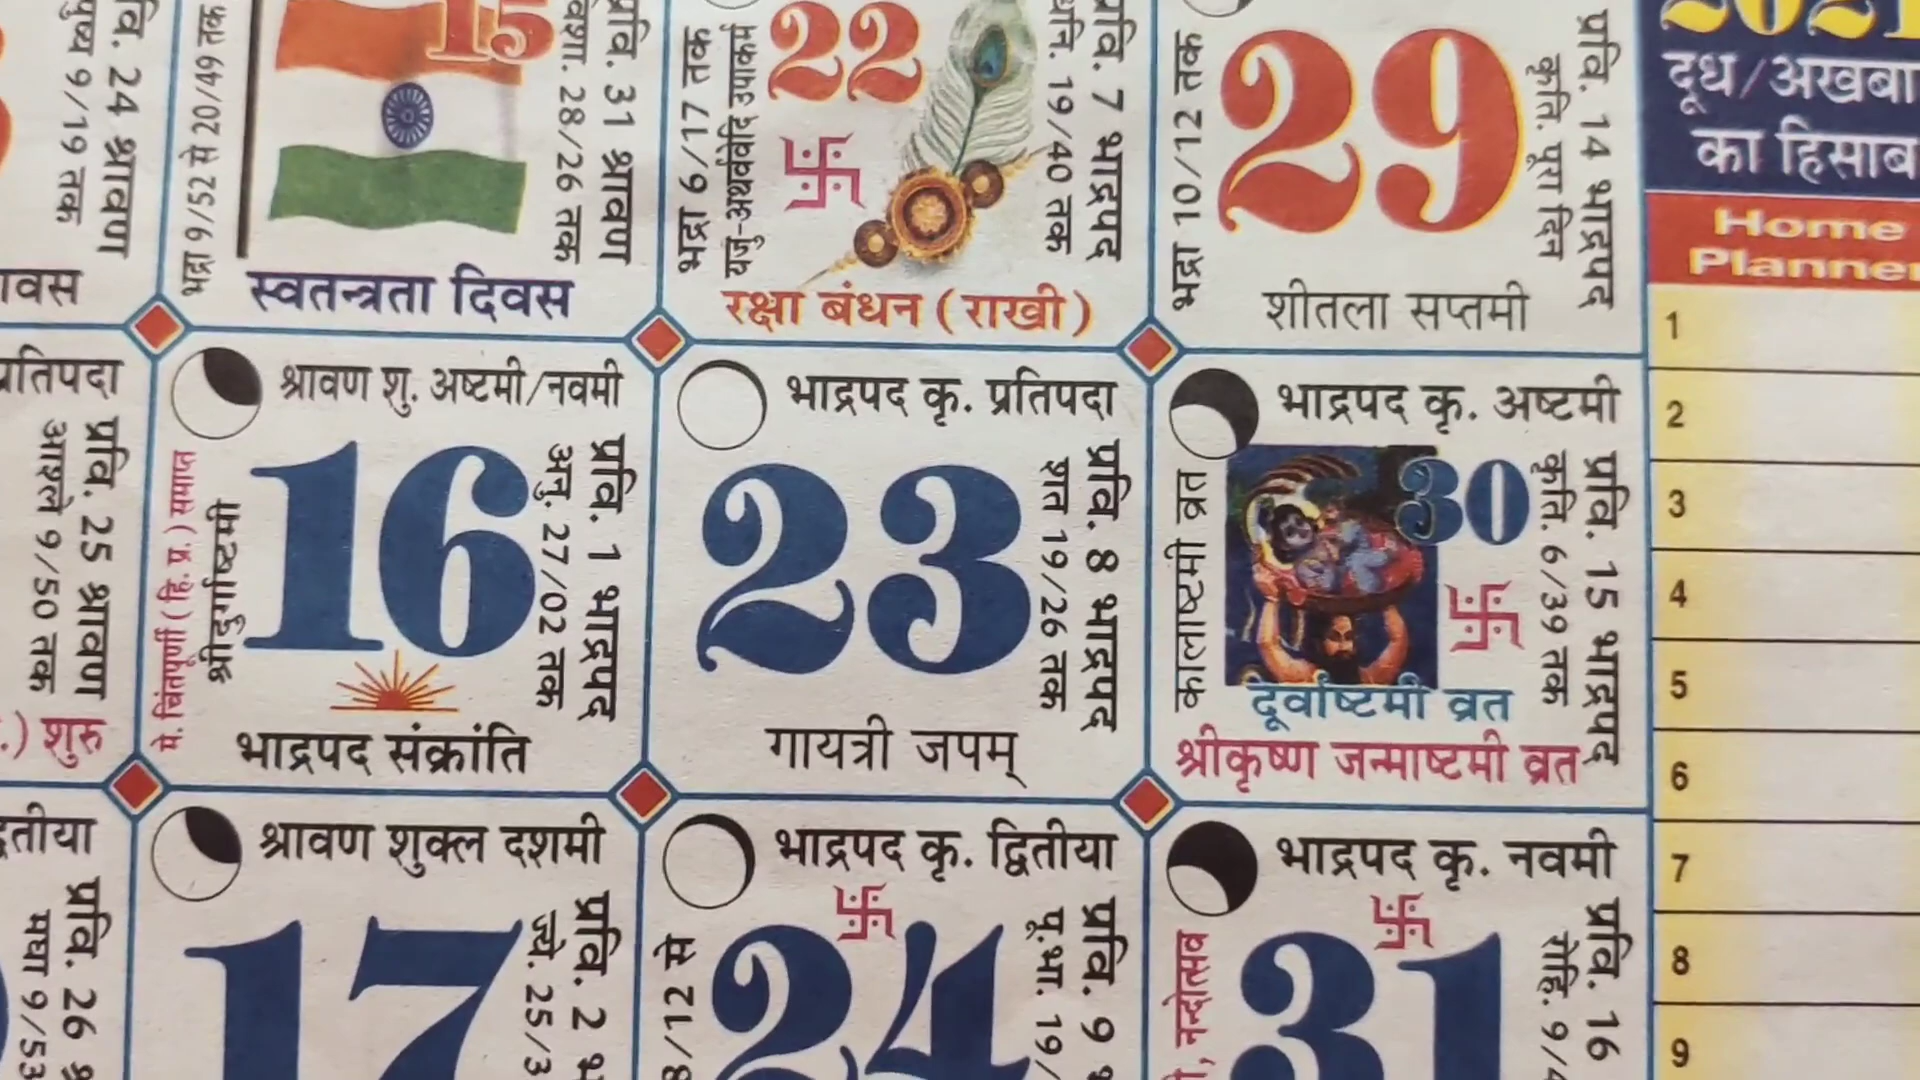 15
प्रवि. 31 श्रावण
28/26 तक
भद्रा 9/52 से 20/49 तक
स्वतन्त्रता दिवस
प्रवि. 24 श्रावण
पुष्य 9/19 तक
22
भद्रा 6/17 तक
यजु-अथर्ववेदि उपाकर्म
प्रवि. 7 भाद्रपद
धनि. 19/40 तक
रक्षा बंधन (राखी)
29
भद्रा 10/12 तक
प्रवि. 14 भाद्रपद
कृति. पूरा दिन
शीतला सप्तमी
2021
दूध/अखबा
का हिसाब
Home
Planner
1
2
3
4
5
6
7
8
9
प्रतिपदा
प्रवि. 25 श्रावण
आश्ले 9/50 तक
.) शुरु
श्रावण शु. अष्टमी/नवमी
16
मे. चिंतपूर्णी (हि. प्र.) समाप्त
श्रीदुर्गाष्टमी
प्रवि. 1 भाद्रपद
अनु. 27/02 तक
भाद्रपद संक्रांति
भाद्रपद कृ. प्रतिपदा
23
प्रवि. 8 भाद्रपद
शत 19/26 तक
गायत्री जपम्
भाद्रपद कृ. अष्टमी
30
कालाष्टमी व्रत
प्रवि. 15 भाद्रपद
कृति. 6/39 तक
दूर्वाष्टमी व्रत
श्रीकृष्ण जन्माष्टमी व्रत
प्रवि. 26
मघा 9/53
श्रावण शुक्ल दशमी
17
प्रवि. 2
ज्ये. 25/3
भाद्रपद कृ. द्वितीया
24
8/12 से
प्रवि. 9
पू.भा. 19/
भाद्रपद कृ. नवमी
31
नन्दोत्सव
प्रवि. 16
रोहि. 9/4